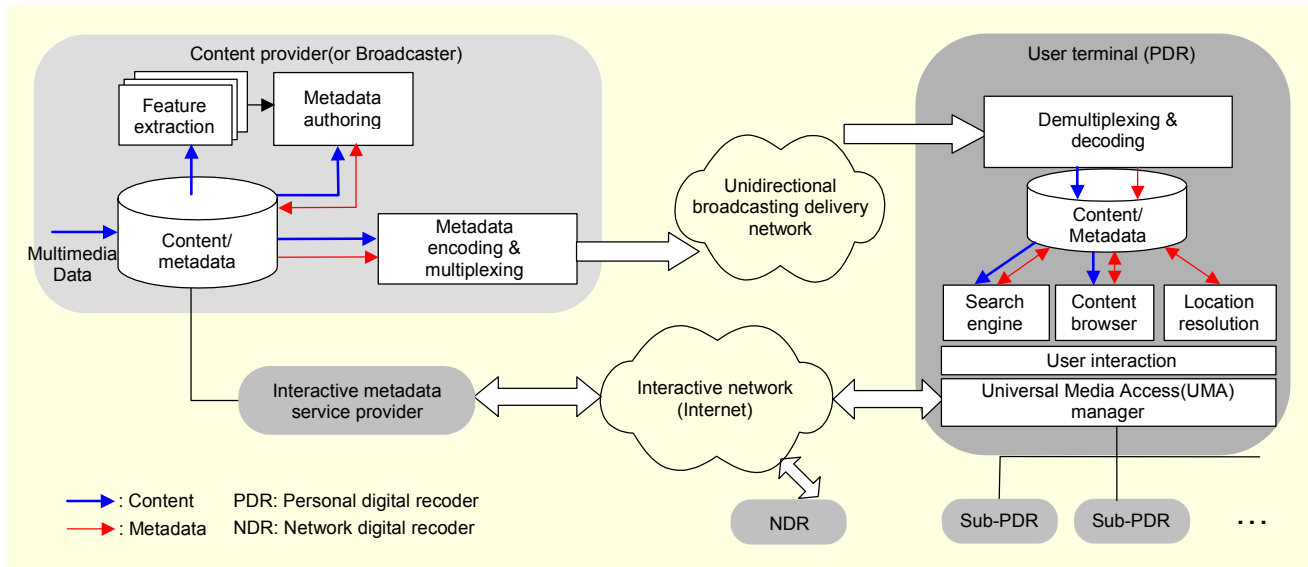 Content provider(or Broadcaster)
Feature
extraction
Metadata
authoring
Multimedia
Data
Content/
metadata
Metadata
encoding &
multiplexing
Unidirectional
broadcasting delivery
network
User terminal (PDR)
Demultiplexing &
decoding
Content/
Metadata
Search
engine
Content
browser
Location
resolution
User interaction
Universal Media Access(UMA)
manager
Interactive metadata
service provider
Interactive network
(Internet)
NDR
Sub-PDR
Sub-PDR
...
: Content
PDR: Personal digital recoder
: Metadata
NDR: Network digital recoder